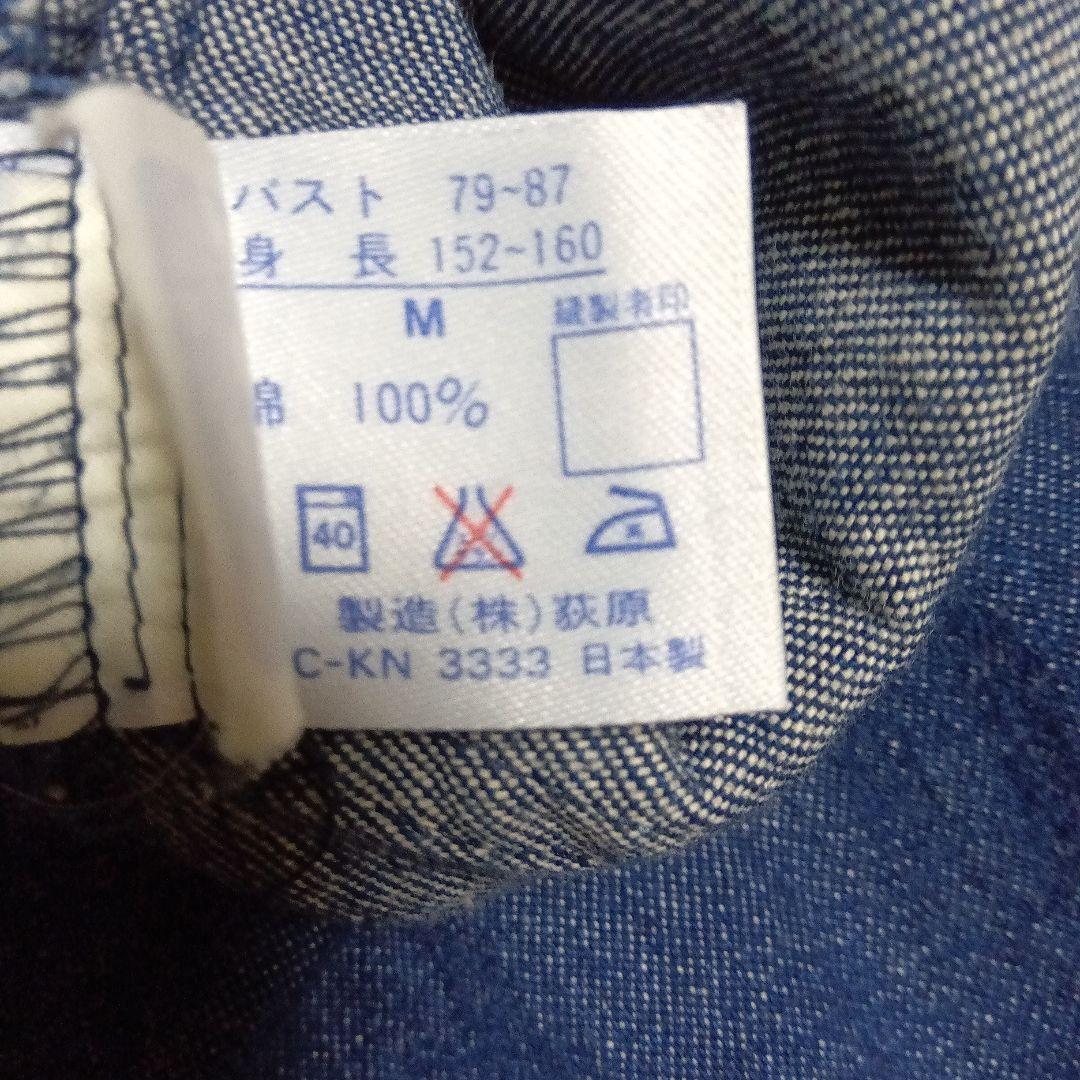 バスト 79~87
身長 152~160
M
縫製者印
綿 100%
40
製造(株)荻原
C-KN 3333 日本製